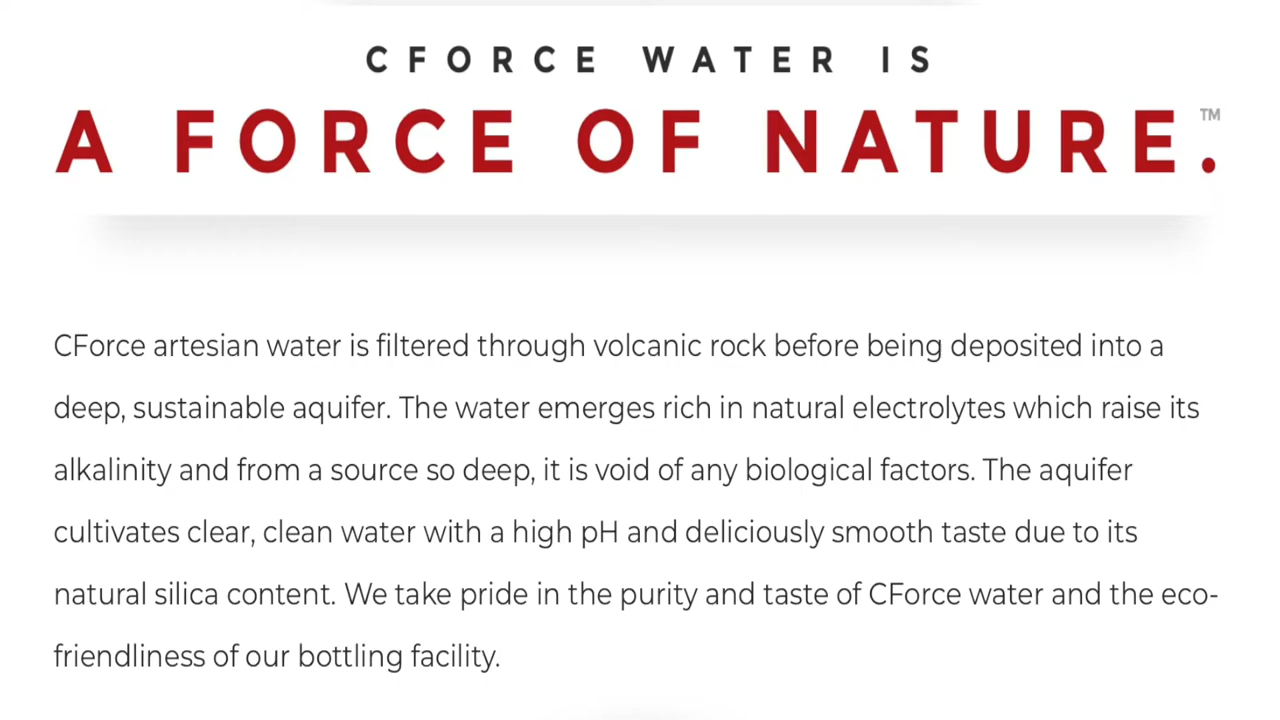 CFORCE WATER IS
A FORCE OF NATURE.™
CForce artesian water is filtered through volcanic rock before being deposited into a
deep, sustainable aquifer. The water emerges rich in natural electrolytes which raise its
alkalinity and from a source so deep, it is void of any biological factors. The aquifer
cultivates clear, clean water with a high pH and deliciously smooth taste due to its
natural silica content. We take pride in the purity and taste of CForce water and the eco-
friendliness of our bottling facility.